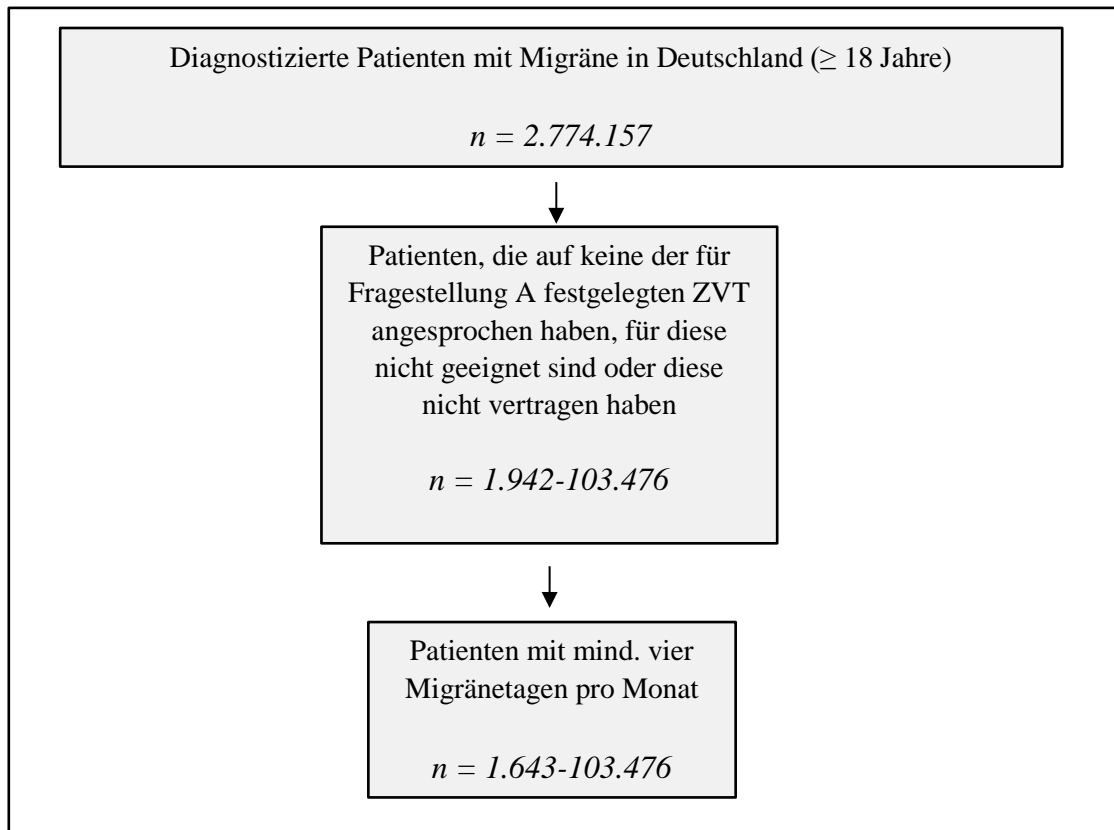 Diagnostizierte Patienten mit Migräne in Deutschland (≥ 18 Jahre)
n = 2.774.157
Patienten, die auf keine der für
Fragestellung A festgelegten ZVT
angesprochen haben, für diese
nicht geeignet sind oder diese
nicht vertragen haben
n = 1.942-103.476
Patienten mit mind. vier
Migränetagen pro Monat
n = 1.643-103.476